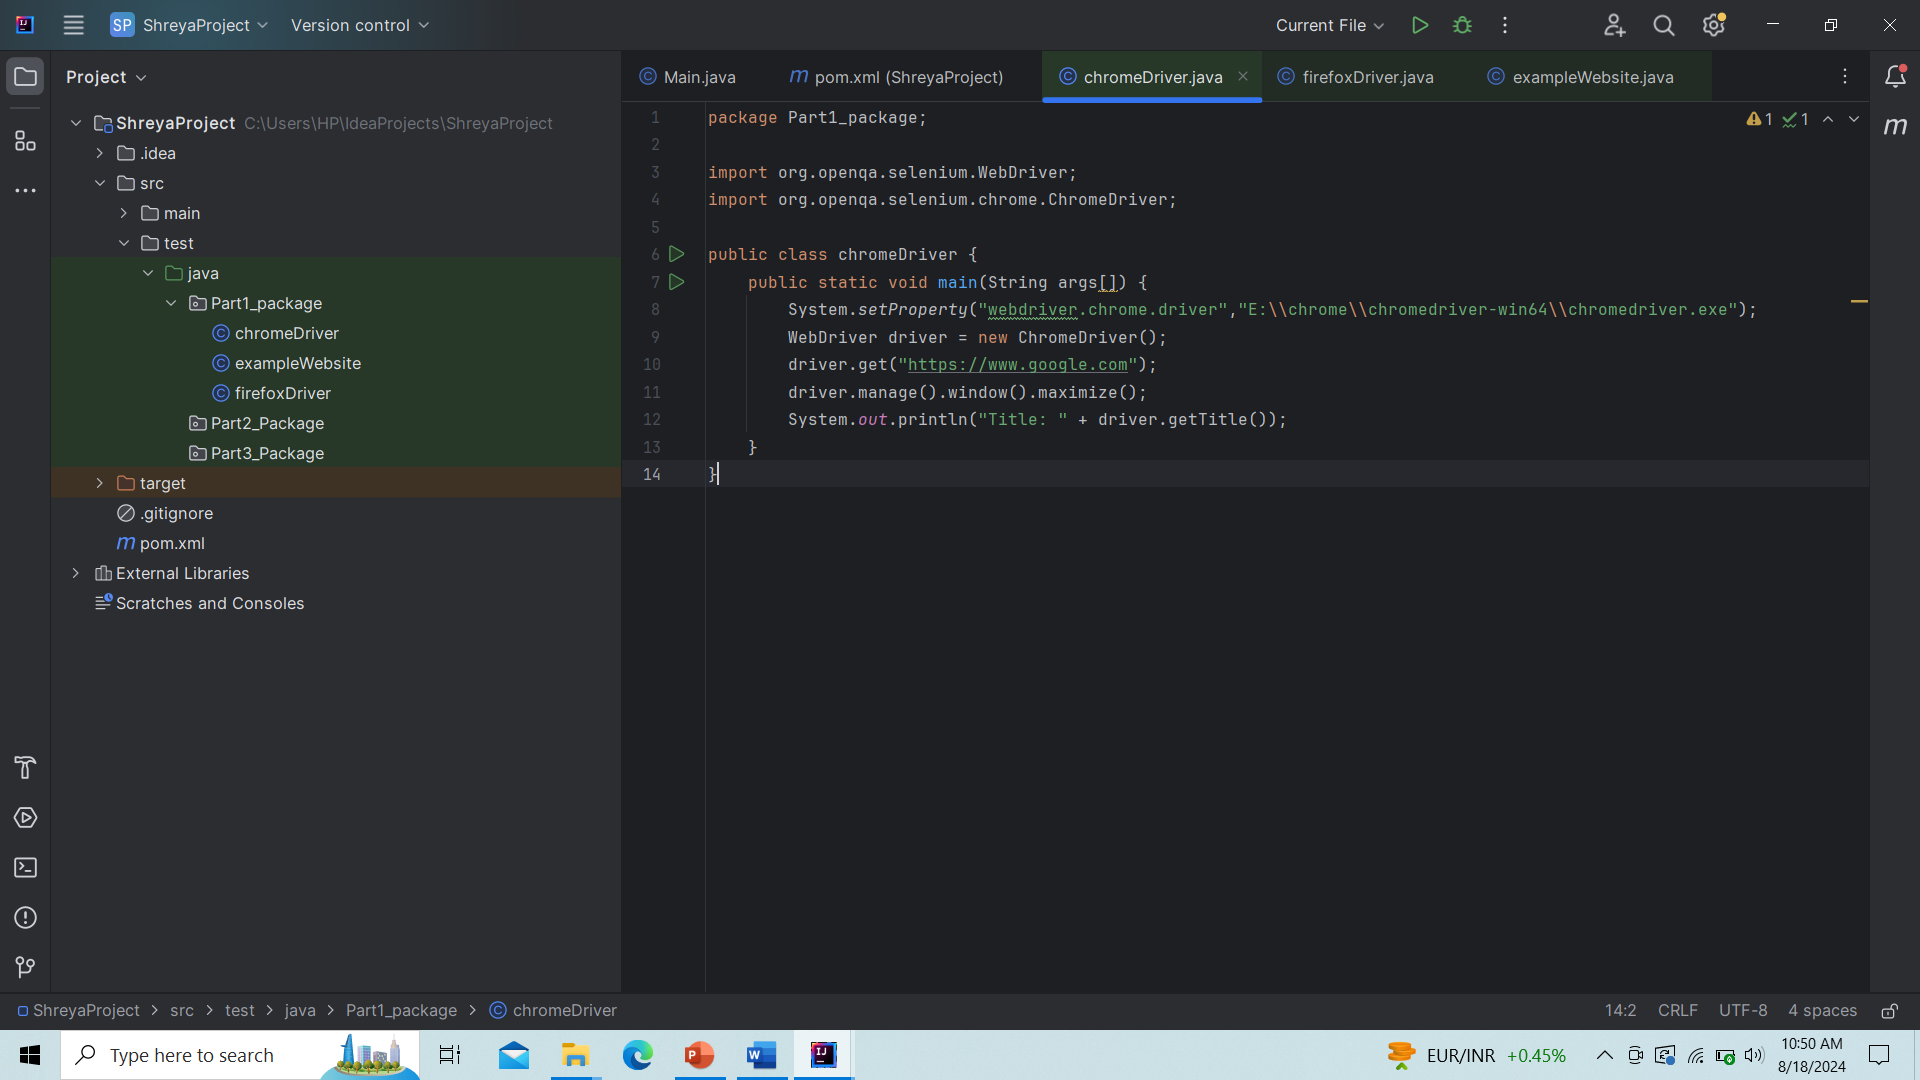 SP ShreyaProject Version control Current File
Project
Main.java pom.xml (ShreyaProject) chromeDriver.java firefoxDriver.java exampleWebsite.java
ShreyaProject C:\Users\HP\IdeaProjects\ShreyaProject
.idea
src
main
test
java
Part1_package
chromeDriver
exampleWebsite
firefoxDriver
Part2_Package
Part3_Package
target
.gitignore
pom.xml
External Libraries
Scratches and Consoles
1 package Part1_package; 1 1
2
3 import org.openqa.selenium.WebDriver;
4 import org.openqa.selenium.chrome.ChromeDriver;
5
6 public class chromeDriver {
7     public static void main(String args[]) {
8         System.setProperty("webdriver.chrome.driver","E:\\chrome\\chromedriver-win64\\chromedriver.exe");
9         WebDriver driver = new ChromeDriver();
10         driver.get("https://www.google.com");
11         driver.manage().window().maximize();
12         System.out.println("Title: " + driver.getTitle());
13     }
14 }
ShreyaProject > src > test > java > Part1_package > chromeDriver 14:2 CRLF UTF-8 4 spaces
Type here to search EUR/INR +0.45% 10:50 AM
8/18/2024